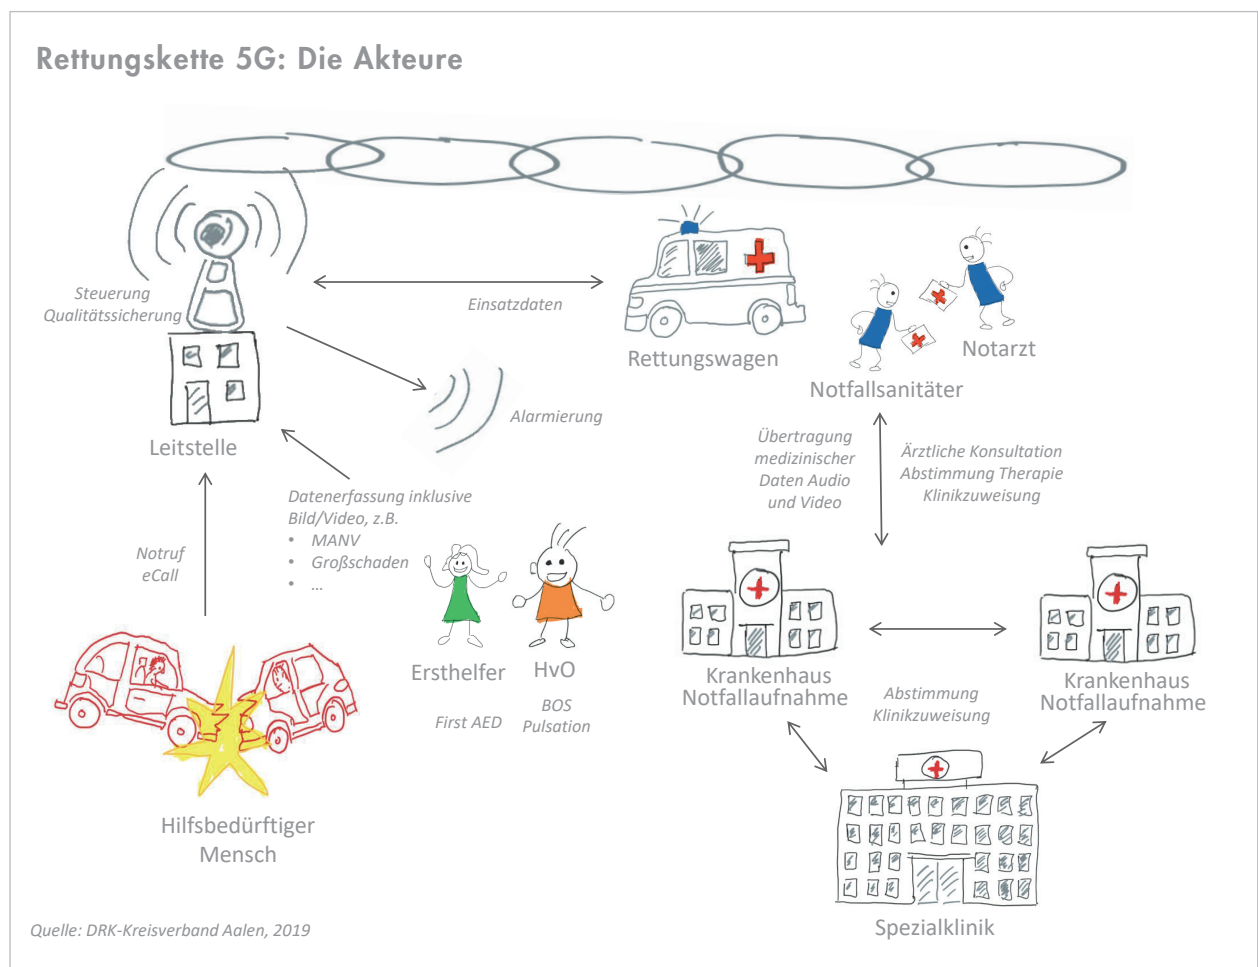 Rettungskette 5G: Die Akteure
Steuerung
Qualitätssicherung
Einsatzdaten
Rettungswagen
Notarzt
Notfallsanitäter
Alarmierung
Leitstelle
Übertragung
medizinischer
Daten Audio
und Video
Ärztliche Konsultation
Abstimmung Therapie
Klinikzuweisung
Datenerfassung inklusive
Bild/Video, z.B.
• MANV
• Großschaden
• ...
Notruf
eCall
Ersthelfer
HvO
First AED
BOS
Pulsation
Krankenhaus
Notfallaufnahme
Abstimmung
Klinikzuweisung
Krankenhaus
Notfallaufnahme
Hilfsbedürftiger
Mensch
Spezialklinik
Quelle: DRK-Kreisverband Aalen, 2019